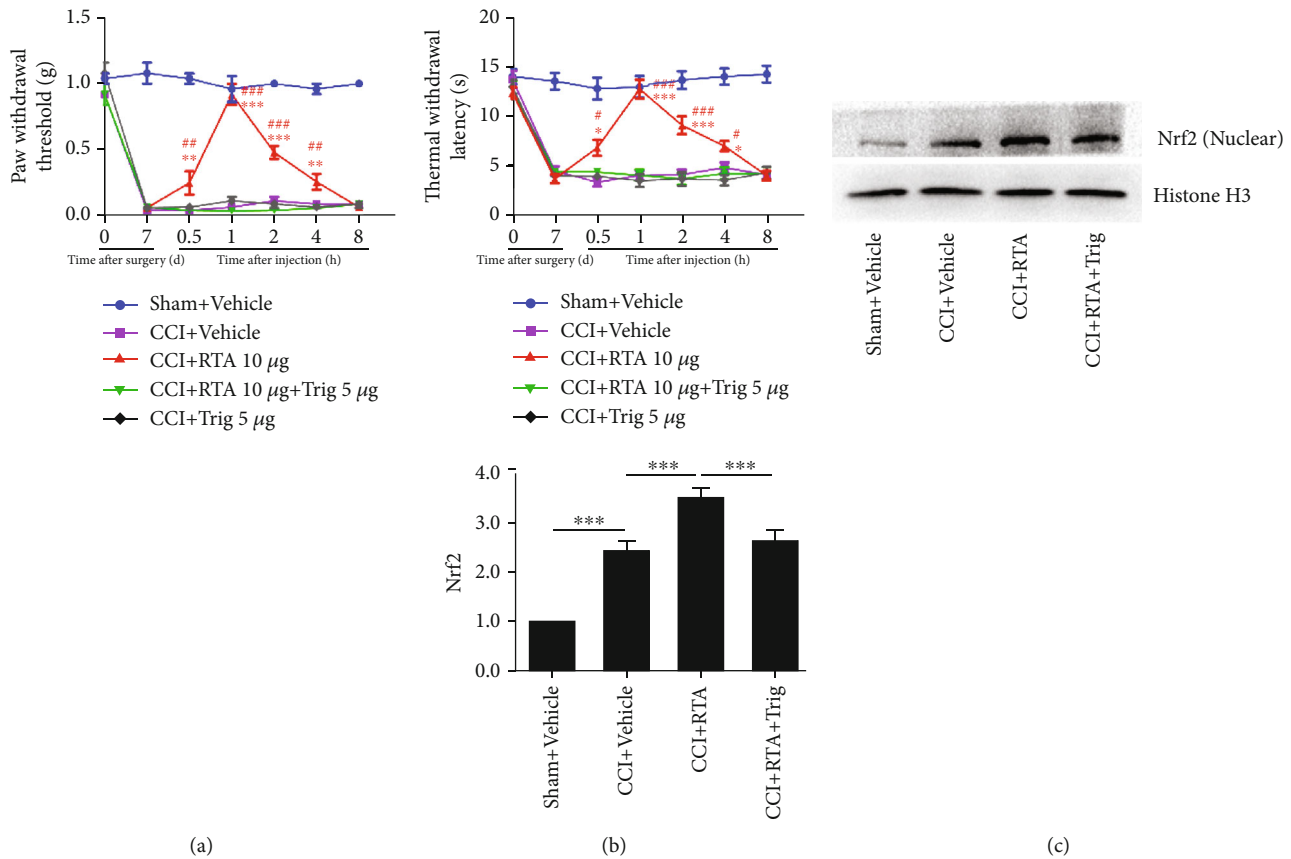 Paw withdrawal
threshold (g)
1.5
1.0
0.5
0.0
##
**
###
***
###
***
##
**
0 7 0.5 1 2 4 8
Time after surgery (d) Time after injection (h)
Sham+Vehicle
CCI+Vehicle
CCI+RTA 10 μg
CCI+RTA 10 μg+Trig 5 μg
CCI+Trig 5 μg
(a)
Thermal withdrawal
latency (s)
20
15
10
5
0
#
*
###
***
###
***
#
*
0 7 0.5 1 2 4 8
Time after surgery (d) Time after injection (h)
Sham+Vehicle
CCI+Vehicle
CCI+RTA 10 μg
CCI+RTA 10 μg+Trig 5 μg
CCI+Trig 5 μg
Nrf2
4.0
3.0
2.0
1.0
0.0
***
***
***
Sham+Vehicle
CCI+Vehicle
CCI+RTA
CCI+RTA+Trig
(b)
Nrf2 (Nuclear)
Histone H3
Sham+Vehicle
CCI+Vehicle
CCI+RTA
CCI+RTA+Trig
(c)